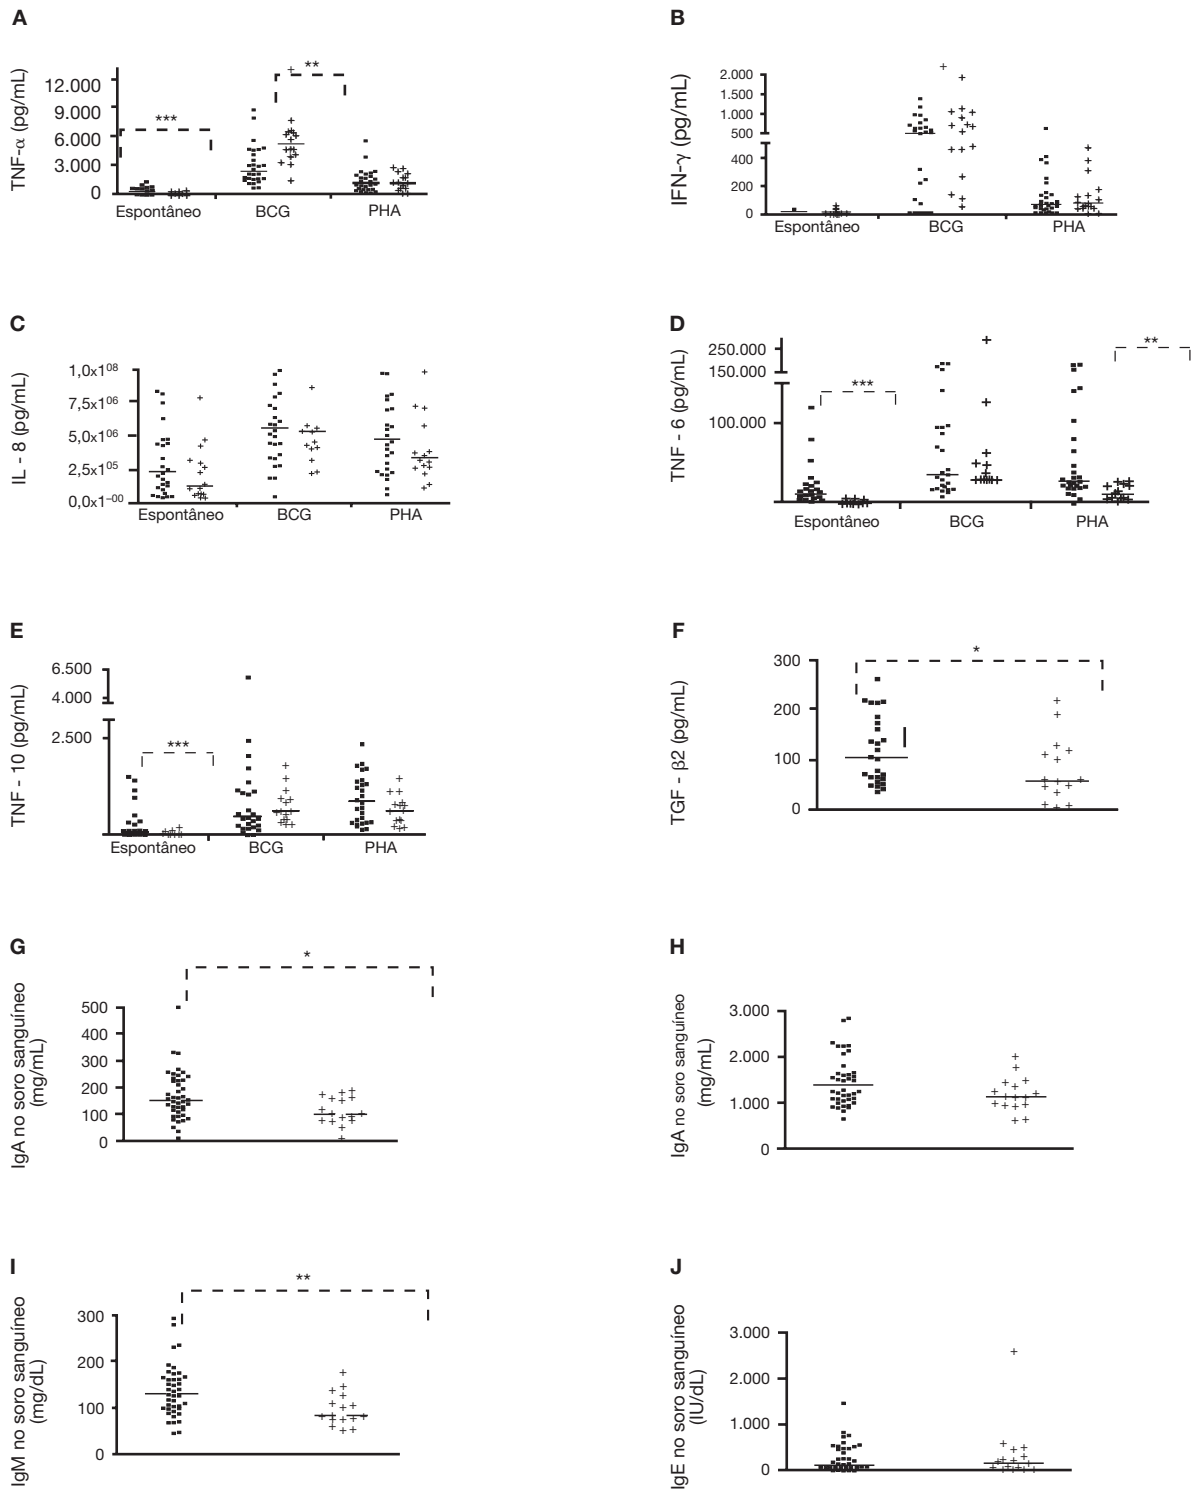 A
TNF-α (pg/mL)
12.000
9.000
6.000
3.000
0
***
**
Espontâneo BCG PHA
B
IFN-γ (pg/mL)
2.000
1.500
1.000
500
400
200
0
Espontâneo BCG PHA
C
IL - 8 (pg/mL)
1,0x10⁰⁸
7,5x10⁰⁶
5,0x10⁰⁶
2,5x10⁰⁵
0,0x1⁻⁰⁰
Espontâneo BCG PHA
D
TNF - 6 (pg/mL)
250.000
150.000
100.000
***
**
Espontâneo BCG PHA
E
TNF - 10 (pg/mL)
6.500
4.000
2.500
***
Espontâneo BCG PHA
F
TGF - β2 (pg/mL)
300
200
100
0
*
G
IgA no soro sanguíneo
(mg/mL)
500
400
300
200
100
0
*
H
IgA no soro sanguíneo
(mg/mL)
3.000
2.000
1.000
0
I
IgM no soro sanguíneo
(mg/dL)
300
200
100
0
**
J
IgE no soro sanguíneo
(IU/dL)
3.000
2.000
1.000
0